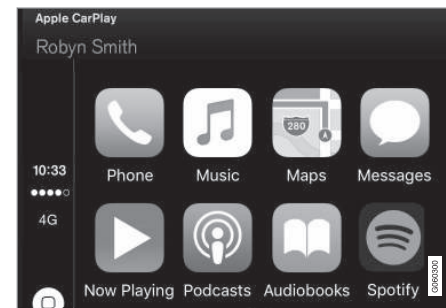 Apple CarPlay
Robyn Smith
280
10:33
Phone Music Maps Messages
4G
Now Playing Podcasts Audiobooks Spotify
G060300